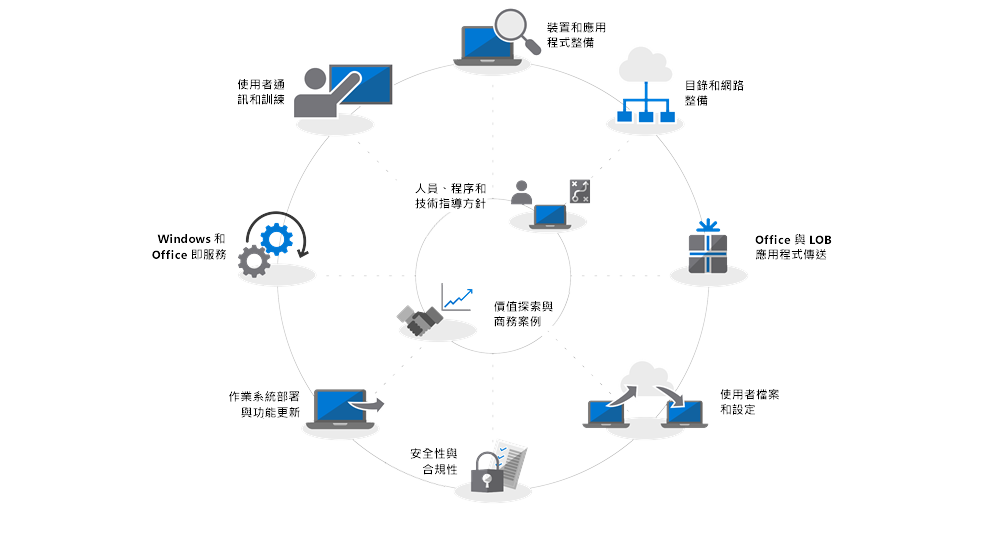 裝置和應用
程式整備
使用者通
訊和訓練
目錄和網路
整備
人員、程序和
技術指導方針
Windows 和
Office 即服務
Office 與 LOB
應用程式傳送
價值探索與
商務案例
作業系統部署
與功能更新
使用者檔案
和設定
安全性與
合規性